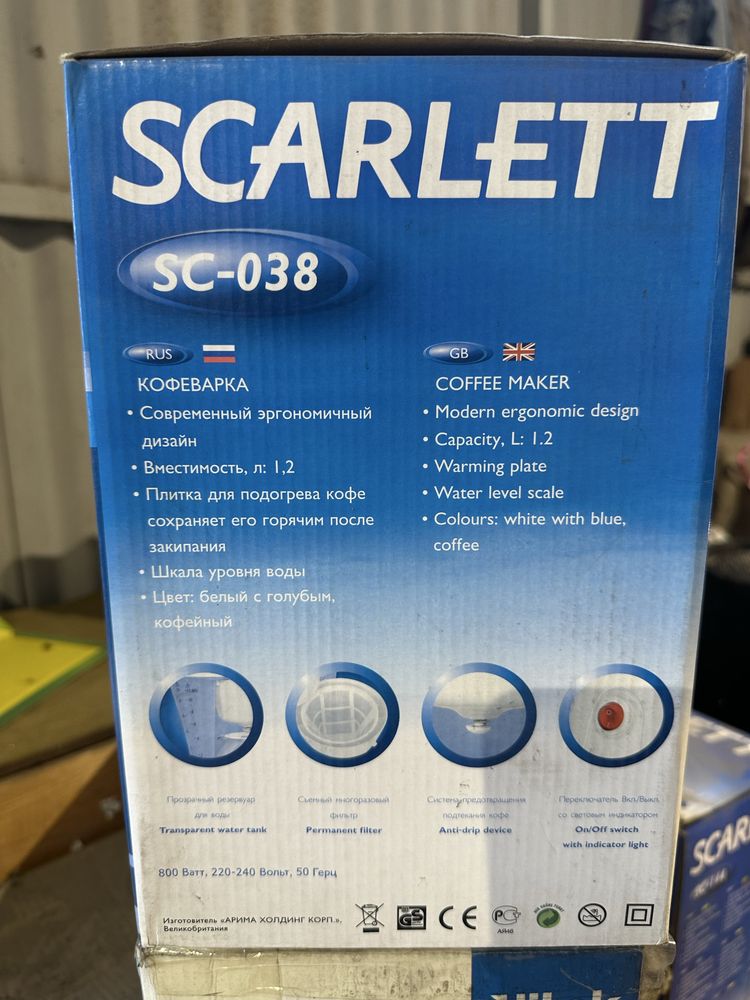 SCARLETT
SC-038
RUS
КОФЕВАРКА
• Современный эргономичный
дизайн
• Вместимость, л: 1,2
• Плитка для подогрева кофе
сохраняет его горячим после
закипания
• Шкала уровня воды
• Цвет: белый с голубым,
кофейный
GB
COFFEE MAKER
• Modern ergonomic design
• Capacity, L: 1.2
• Warming plate
• Water level scale
• Colours: white with blue,
coffee
Прозрачный резервуар
для воды
Transparent water tank
Съемный многоразовый
фильтр
Permanent filter
Система предотвращения
подтекания кофе
Anti-drip device
Переключатель Вкл./Выкл.
со световым индикатором
On/Off switch
with indicator light
800 Ватт, 220-240 Вольт, 50 Герц
Изготовитель «АРИМА ХОЛДИНГ КОРП.»,
Великобритания
GS
CE
АЯ46
SCAR